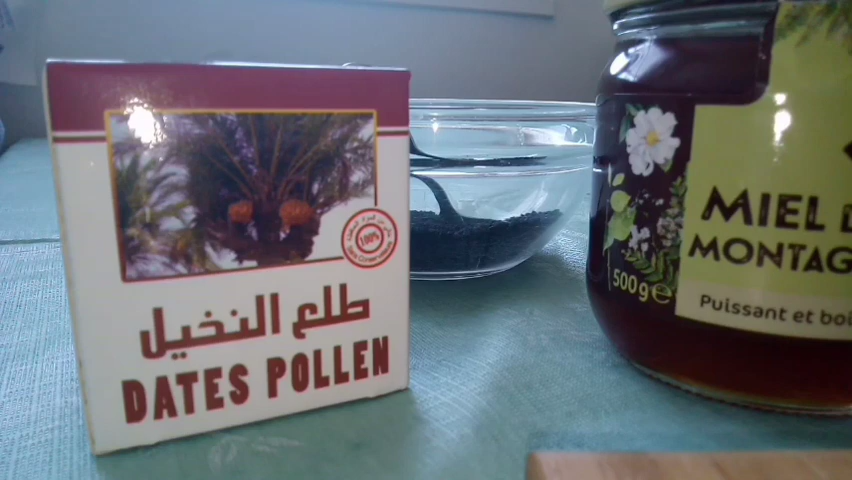 100%
طلع النخيل
DATES POLLEN
MIEL
MONTAG
500g℮
Puissant et boi